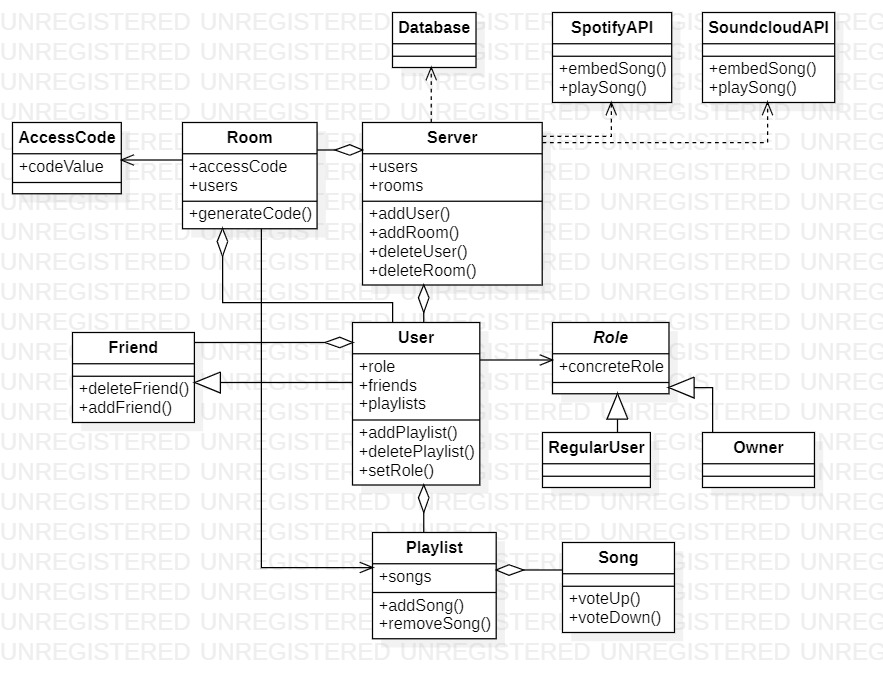 Database
SpotifyAPI
+embedSong()
+playSong()
SoundcloudAPI
+embedSong()
+playSong()
AccessCode
+codeValue
Room
+accessCode
+users
+generateCode()
Server
+users
+rooms
+addUser()
+addRoom()
+deleteUser()
+deleteRoom()
Friend
+deleteFriend()
+addFriend()
User
+role
+friends
+playlists
+addPlaylist()
+deletePlaylist()
+setRole()
Role
+concreteRole
RegularUser
Owner
Playlist
+songs
+addSong()
+removeSong()
Song
+voteUp()
+voteDown()
UNREGISTERED